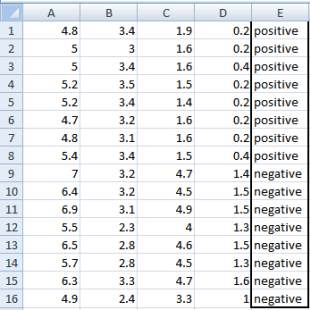 A B C D E
1 4.8 3.4 1.9 0.2 positive
2 5 3 1.6 0.2 positive
3 5 3.4 1.6 0.4 positive
4 5.2 3.5 1.5 0.2 positive
5 5.2 3.4 1.4 0.2 positive
6 4.7 3.2 1.6 0.2 positive
7 4.8 3.1 1.6 0.2 positive
8 5.4 3.4 1.5 0.4 positive
9 7 3.2 4.7 1.4 negative
10 6.4 3.2 4.5 1.5 negative
11 6.9 3.1 4.9 1.5 negative
12 5.5 2.3 4 1.3 negative
13 6.5 2.8 4.6 1.5 negative
14 5.7 2.8 4.5 1.3 negative
15 6.3 3.3 4.7 1.6 negative
16 4.9 2.4 3.3 1 negative